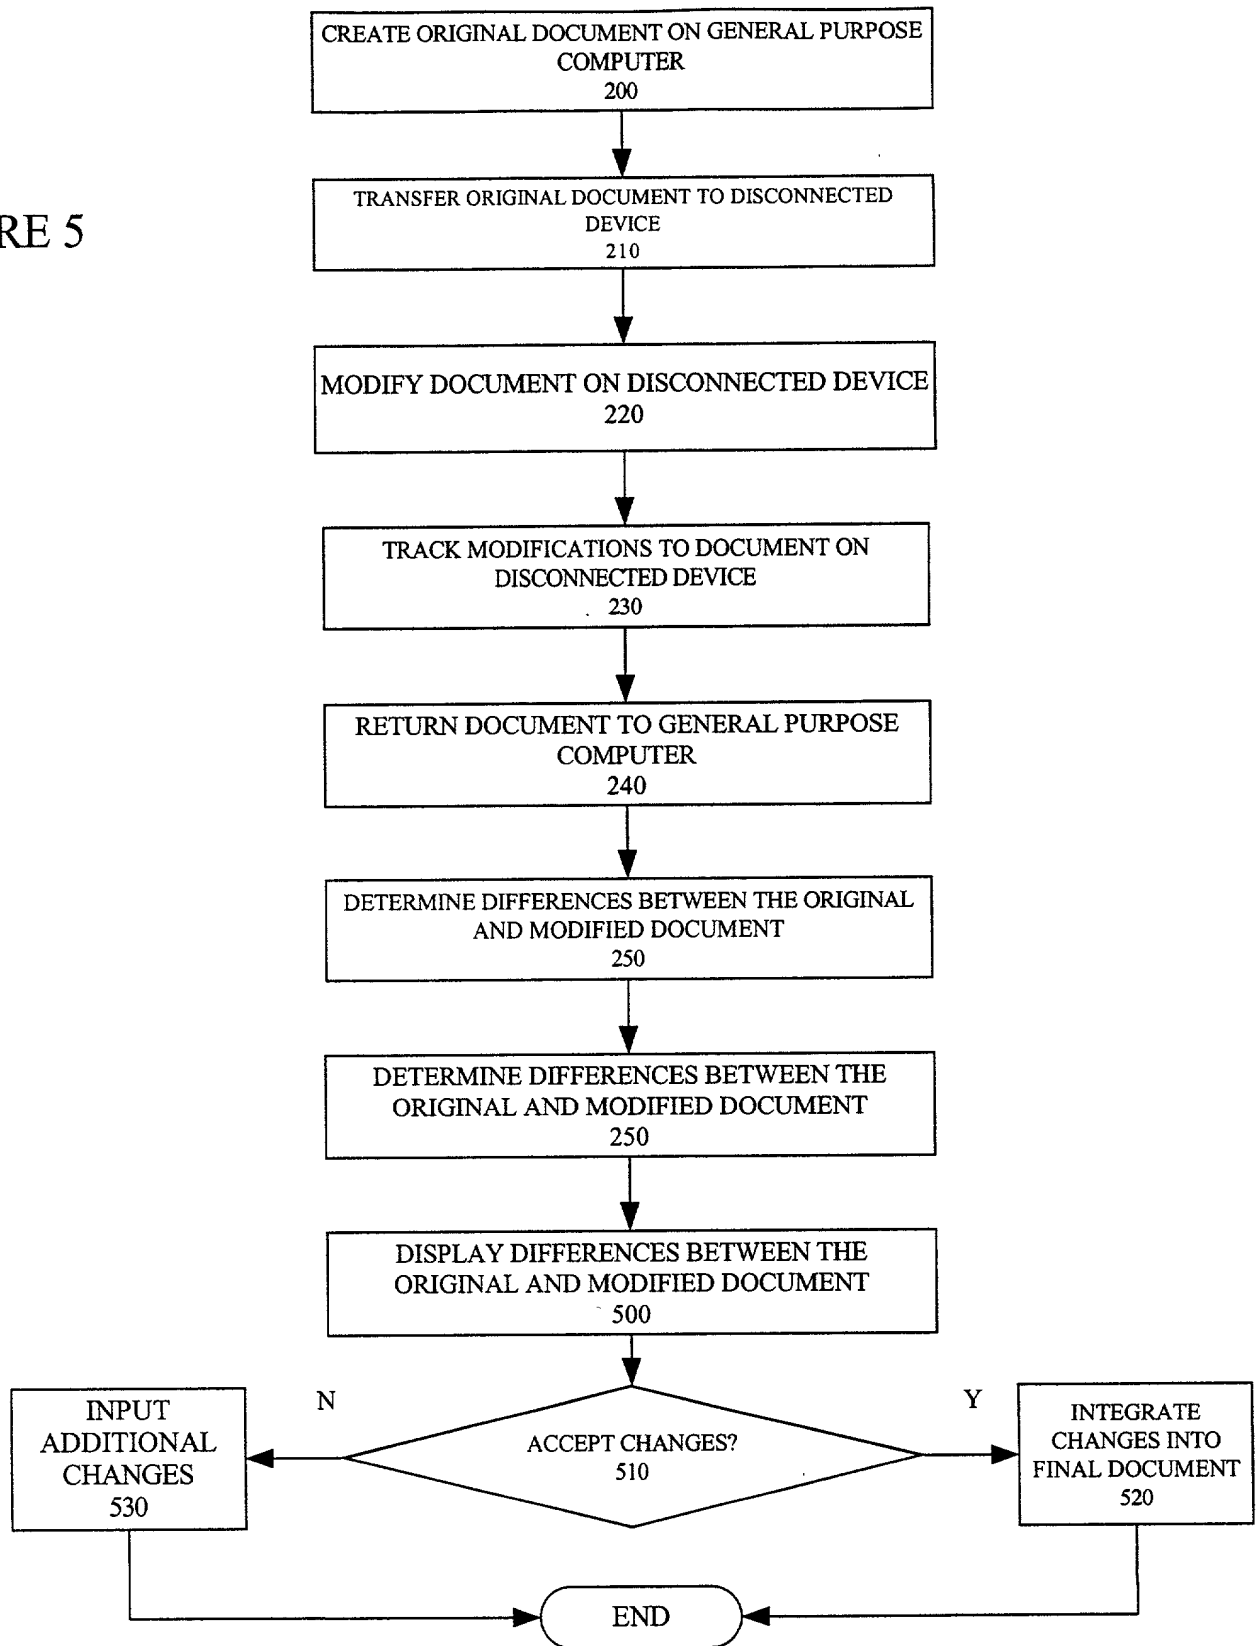 CREATE ORIGINAL DOCUMENT ON GENERAL PURPOSE
COMPUTER
200
TRANSFER ORIGINAL DOCUMENT TO DISCONNECTED
DEVICE
210
RE 5
MODIFY DOCUMENT ON DISCONNECTED DEVICE
220
TRACK MODIFICATIONS TO DOCUMENT ON
DISCONNECTED DEVICE
230
RETURN DOCUMENT TO GENERAL PURPOSE
COMPUTER
240
DETERMINE DIFFERENCES BETWEEN THE ORIGINAL
AND MODIFIED DOCUMENT
250
DETERMINE DIFFERENCES BETWEEN THE
ORIGINAL AND MODIFIED DOCUMENT
250
DISPLAY DIFFERENCES BETWEEN THE
ORIGINAL AND MODIFIED DOCUMENT
500
N
Y
INPUT
ADDITIONAL
CHANGES
530
ACCEPT CHANGES?
510
INTEGRATE
CHANGES INTO
FINAL DOCUMENT
520
END